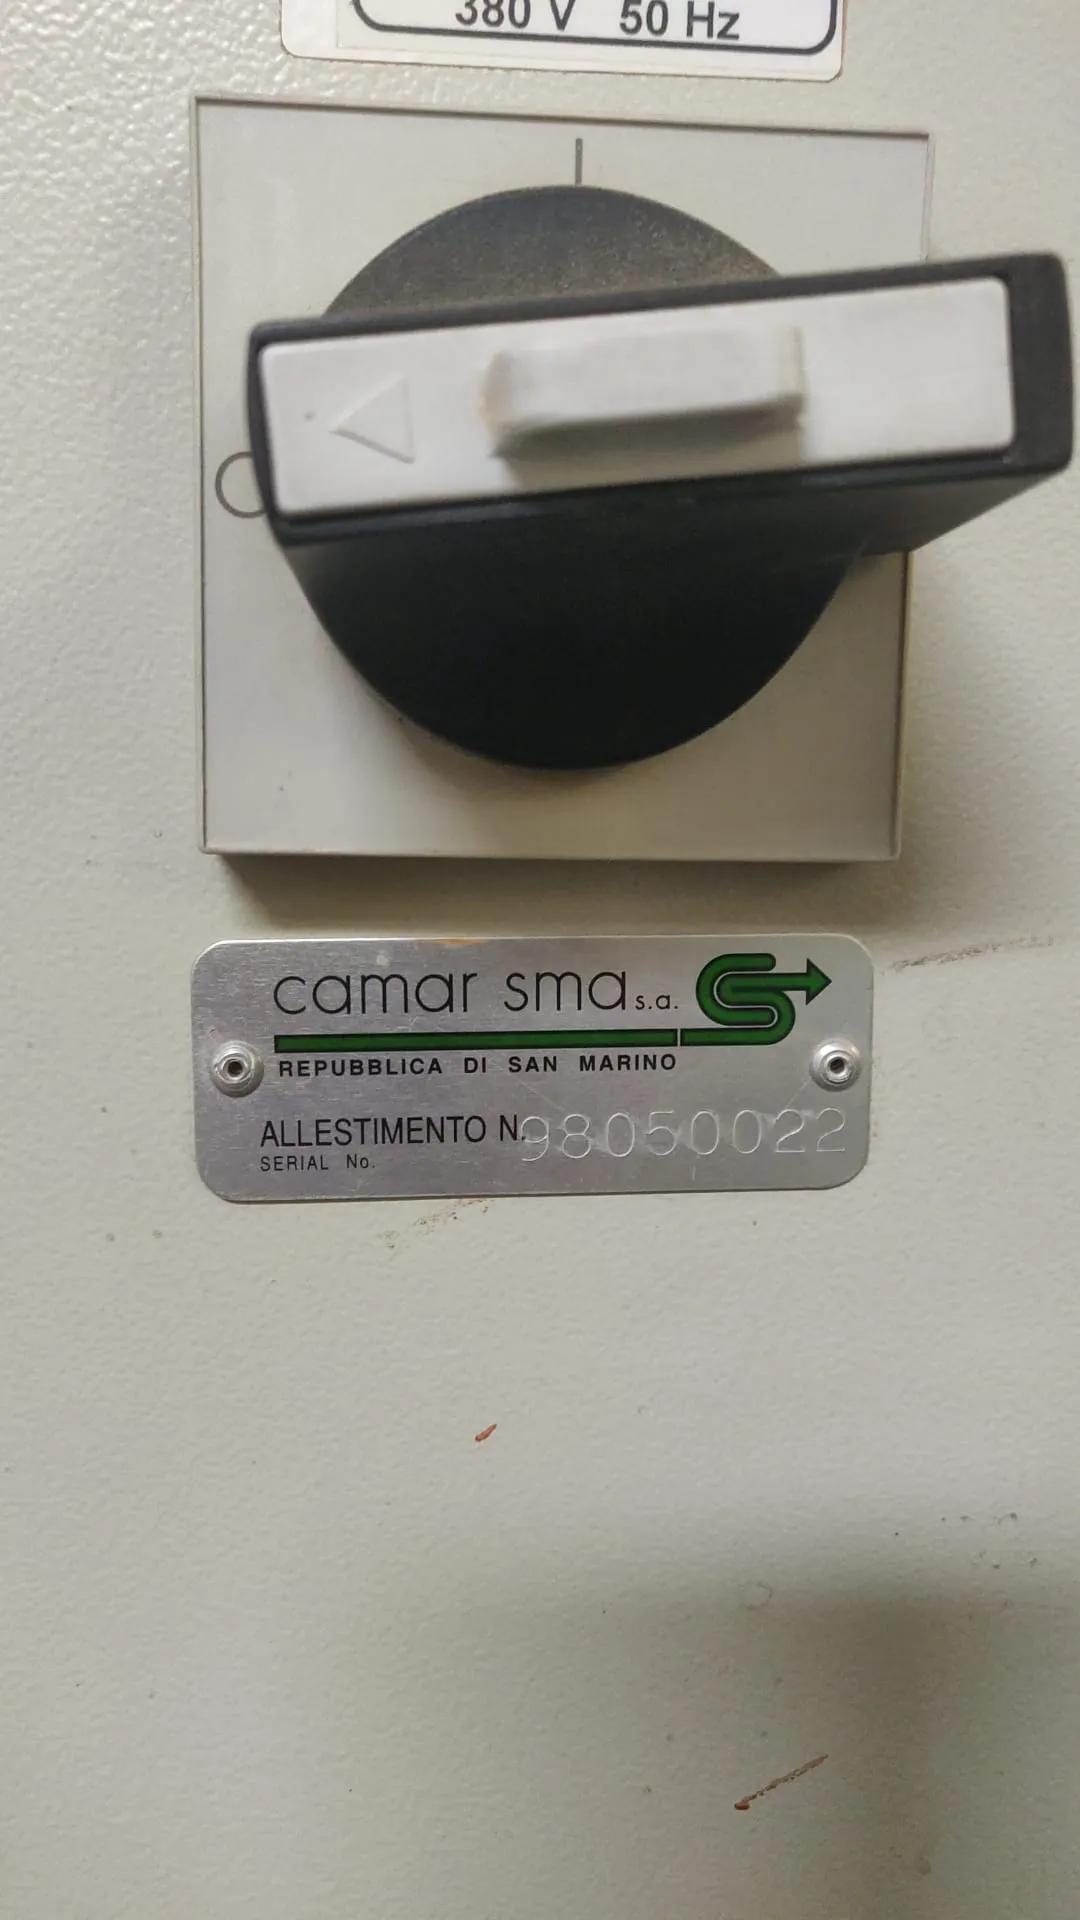 380 V 50 Hz
I
O
camar sma s.a.
REPUBBLICA DI SAN MARINO
ALLESTIMENTO N. 98050022
SERIAL No.